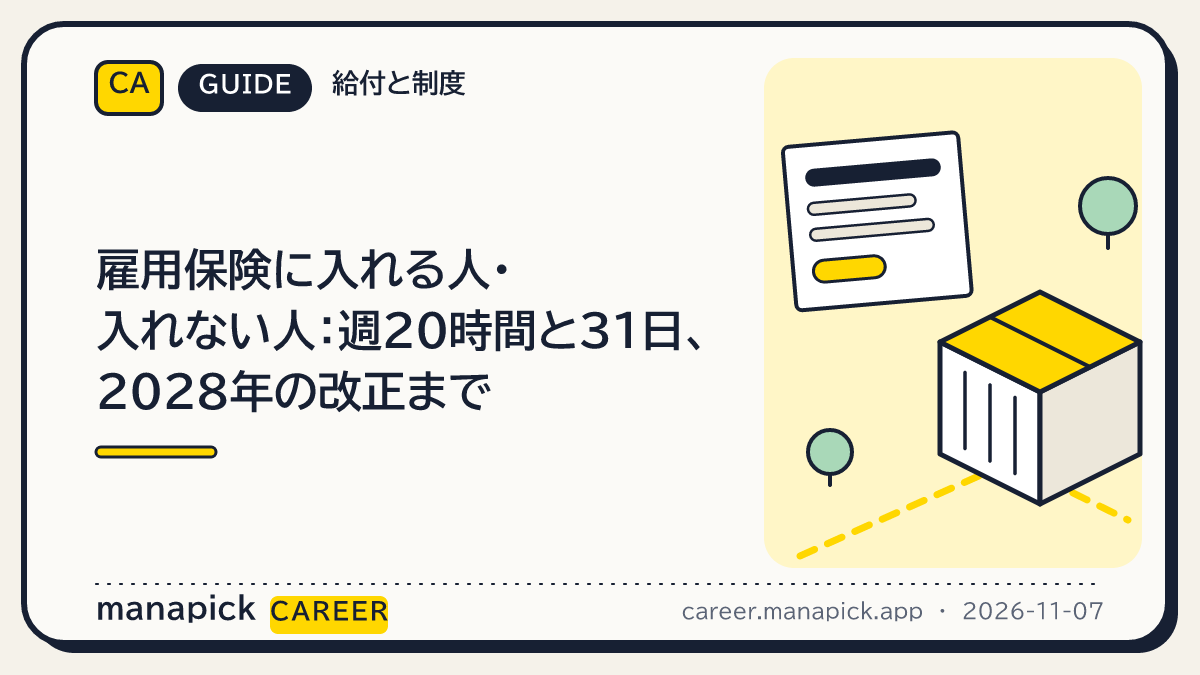 CA GUIDE 給付と制度
雇用保険に入れる人・
入れない人：週20時間と31日、
2028年の改正まで
manapick CAREER
career.manapick.app ・ 2026-11-07